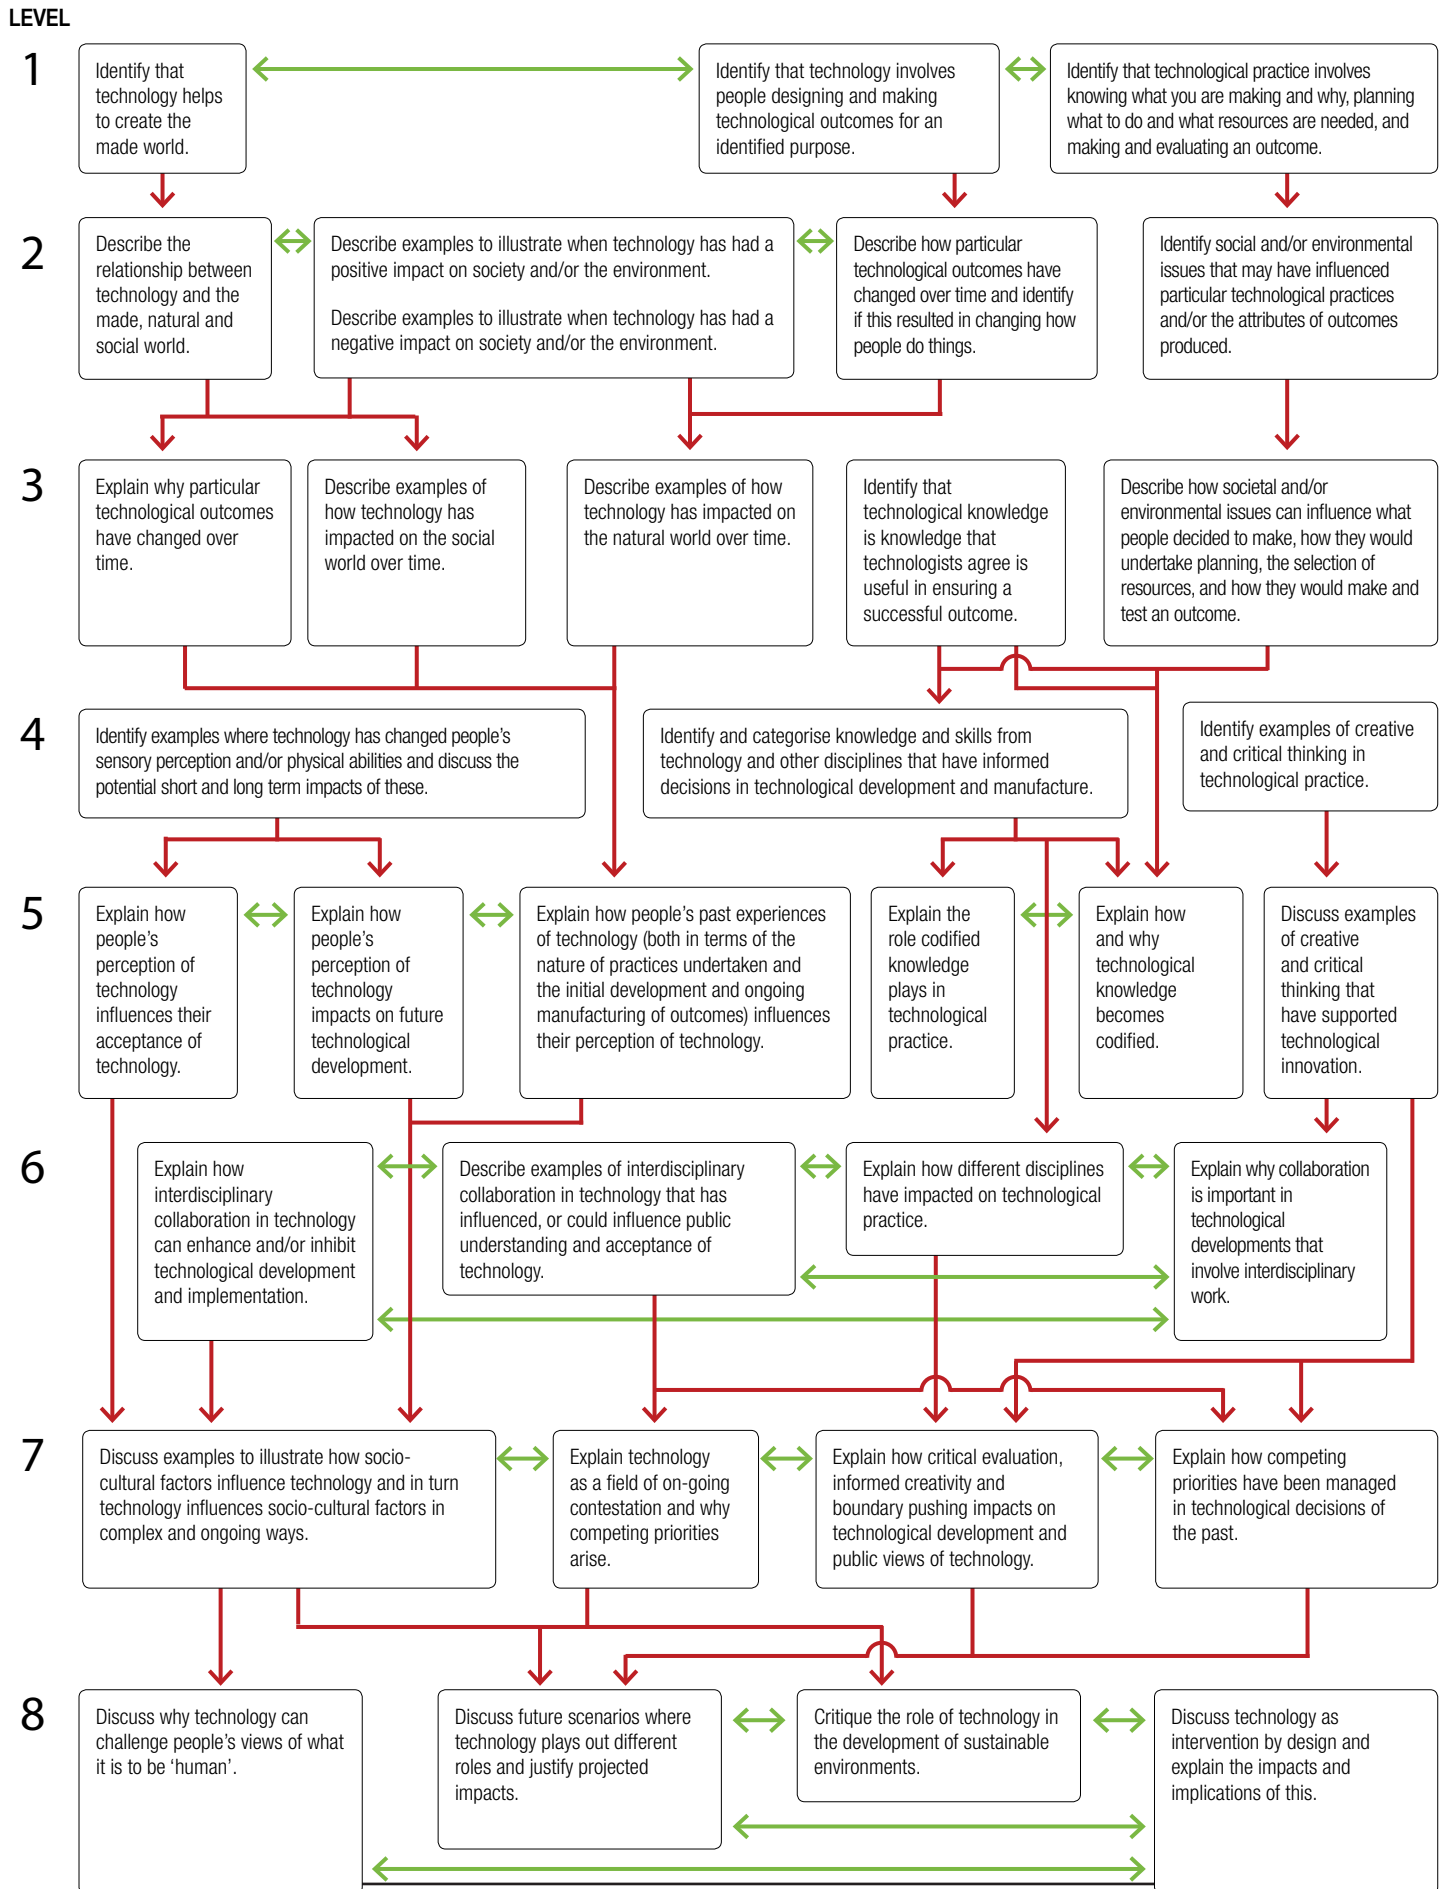 LEVEL
1
Identify that
technology helps
to create the
made world.
Identify that technology involves
people designing and making
technological outcomes for an
identified purpose.
Identify that technological practice involves
knowing what you are making and why, planning
what to do and what resources are needed, and
making and evaluating an outcome.
2
Describe the
relationship between
technology and the
made, natural and
social world.
Describe examples to illustrate when technology has had a
positive impact on society and/or the environment.
Describe examples to illustrate when technology has had a
negative impact on society and/or the environment.
Describe how particular
technological outcomes have
changed over time and identify
if this resulted in changing how
people do things.
Identify social and/or environmental
issues that may have influenced
particular technological practices
and/or the attributes of outcomes
produced.
3
Explain why particular
technological outcomes
have changed over
time.
Describe examples of
how technology has
impacted on the social
world over time.
Describe examples of how
technology has impacted on
the natural world over time.
Identify that
technological knowledge
is knowledge that
technologists agree is
useful in ensuring a
successful outcome.
Describe how societal and/or
environmental issues can influence what
people decided to make, how they would
undertake planning, the selection of
resources, and how they would make and
test an outcome.
4
Identify examples where technology has changed people's
sensory perception and/or physical abilities and discuss the
potential short and long term impacts of these.
Identify and categorise knowledge and skills from
technology and other disciplines that have informed
decisions in technological development and manufacture.
Identify examples of creative
and critical thinking in
technological practice.
5
Explain how
people's
perception of
technology
influences their
acceptance of
technology.
Explain how
people's
perception of
technology
impacts on future
technological
development.
Explain how people's past experiences
of technology (both in terms of the
nature of practices undertaken and
the initial development and ongoing
manufacturing of outcomes) influences
their perception of technology.
Explain the
role codified
knowledge
plays in
technological
practice.
Explain how
and why
technological
knowledge
becomes
codified.
Discuss examples
of creative
and critical
thinking that
have supported
technological
innovation.
6
Explain how
interdisciplinary
collaboration in technology
can enhance and/or inhibit
technological development
and implementation.
Describe examples of interdisciplinary
collaboration in technology that has
influenced, or could influence public
understanding and acceptance of
technology.
Explain how different disciplines
have impacted on technological
practice.
Explain why collaboration
is important in
technological
developments that
involve interdisciplinary
work.
7
Discuss examples to illustrate how socio-
cultural factors influence technology and in turn
technology influences socio-cultural factors in
complex and ongoing ways.
Explain technology
as a field of on-going
contestation and why
competing priorities
arise.
Explain how critical evaluation,
informed creativity and
boundary pushing impacts on
technological development and
public views of technology.
Explain how competing
priorities have been managed
in technological decisions of
the past.
8
Discuss why technology can
challenge people's views of what
it is to be 'human'.
Discuss future scenarios where
technology plays out different
roles and justify projected
impacts.
Critique the role of technology in
the development of sustainable
environments.
Discuss technology as
intervention by design and
explain the impacts and
implications of this.